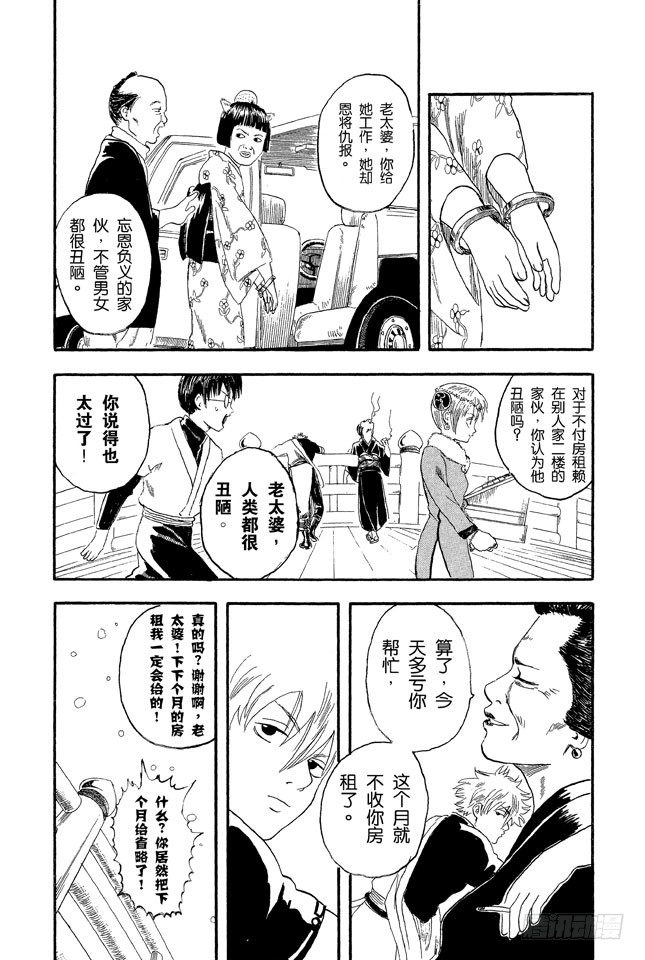 老太婆，你给
她工作，她却
恩将仇报。
忘恩负义的家
伙，不管男女
都很丑陋。
对于不付房租赖
在别人家二楼的
家伙，你认为他
丑陋吗？
老太婆，
人类都很
丑陋。
你说得也
太过了！
算了，今
天多亏你
帮忙，
这个月就
不收你房
租了。
真的吗？谢谢啊，老
太婆！下下个月的房
租我一定会给的！
什么？你居然把下
个月给省略了！
腾讯动漫